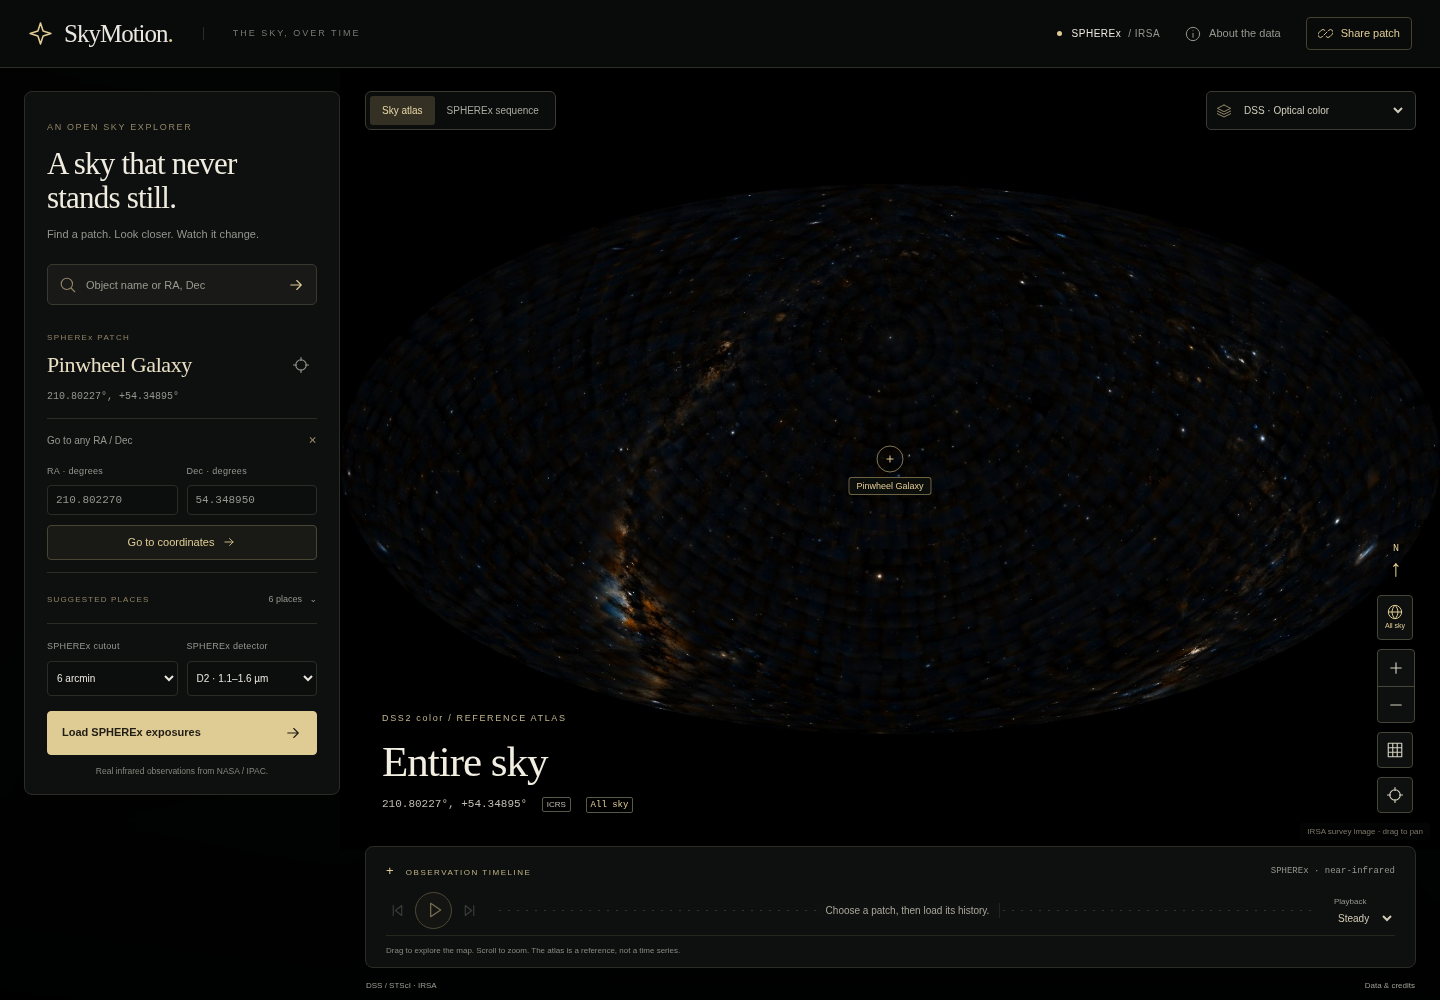 SkyMotion.
THE SKY, OVER TIME
SPHEREx / IRSA
About the data
Share patch
AN OPEN SKY EXPLORER
A sky that never
stands still.
Find a patch. Look closer. Watch it change.
Object name or RA, Dec
SPHEREx PATCH
Pinwheel Galaxy
210.80227°, +54.34895°
Go to any RA / Dec ×
RA · degrees Dec · degrees
210.802270 54.348950
Go to coordinates
SUGGESTED PLACES 6 places
SPHEREx cutout SPHEREx detector
6 arcmin D2 · 1.1–1.6 µm
Load SPHEREx exposures
Real infrared observations from NASA / IPAC.
Sky atlas SPHEREx sequence
DSS · Optical color
Pinwheel Galaxy
N
All sky
DSS2 color / REFERENCE ATLAS
Entire sky
210.80227°, +54.34895° ICRS All sky
IRSA survey image · drag to pan
+ OBSERVATION TIMELINE
SPHEREx · near-infrared
Choose a patch, then load its history.
Playback
Steady
Drag to explore the map. Scroll to zoom. The atlas is a reference, not a time series.
DSS / STScI · IRSA
Data & credits